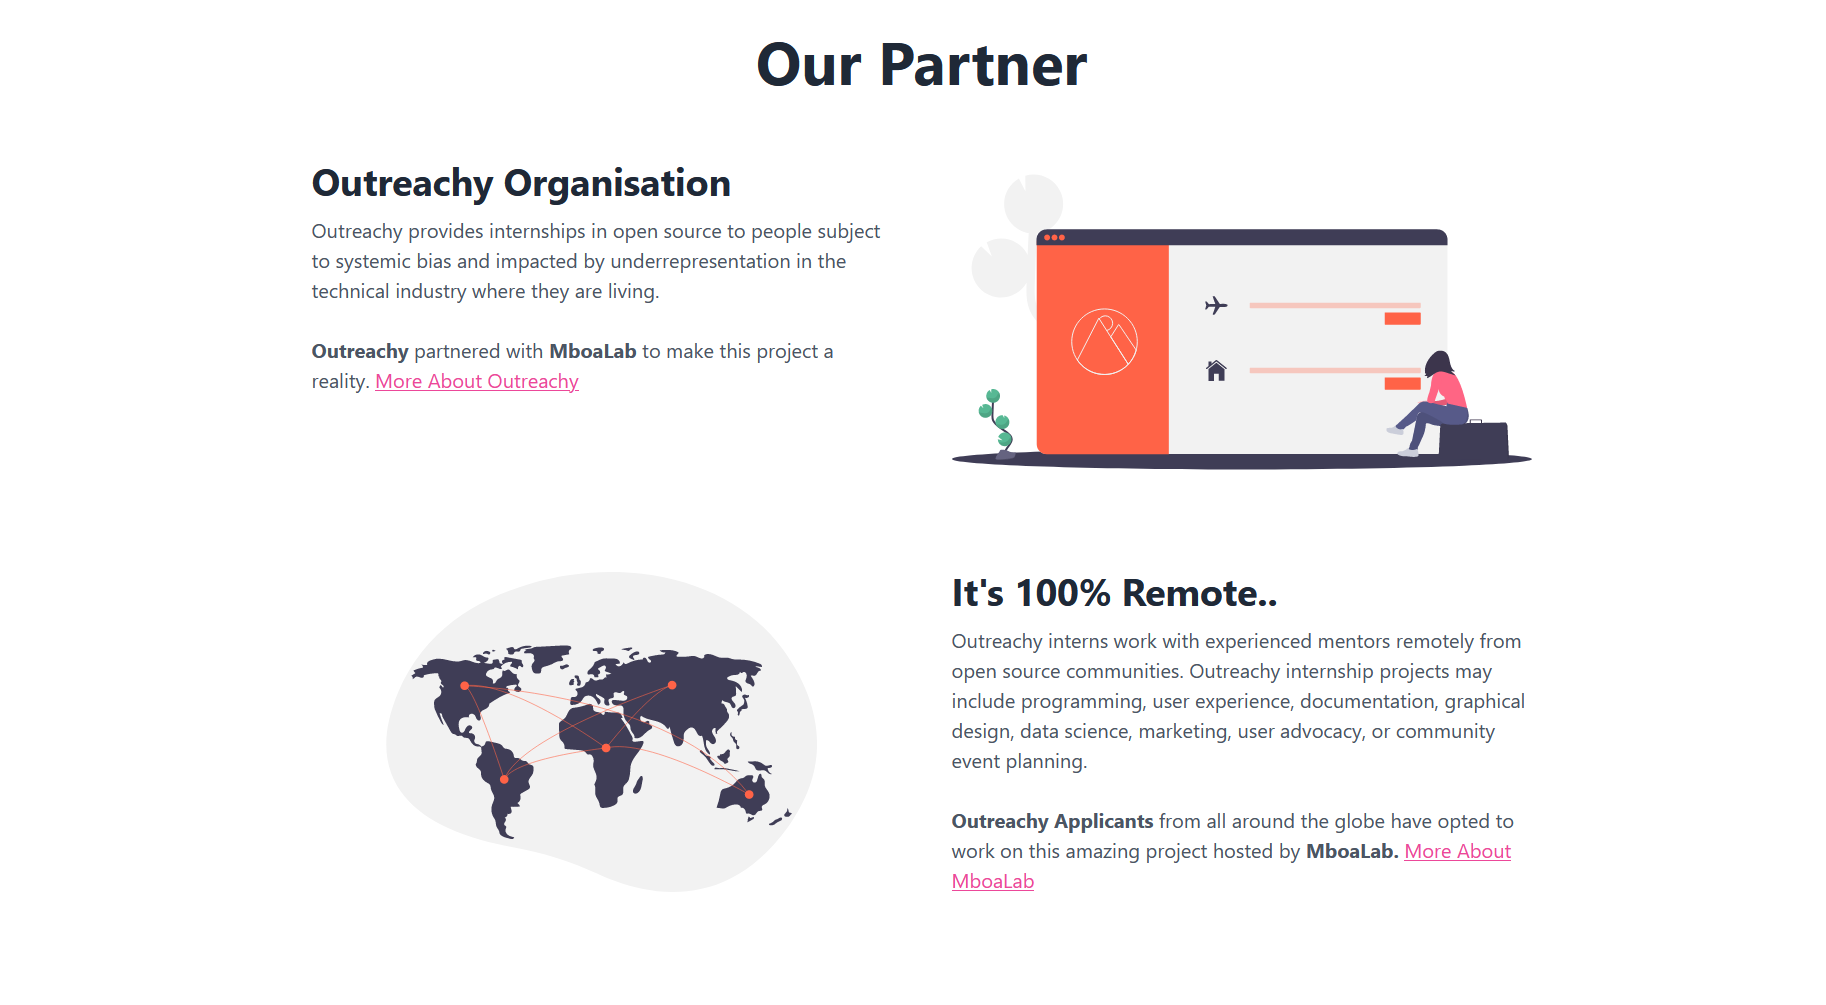 Our Partner
Outreachy Organisation
Outreachy provides internships in open source to people subject
to systemic bias and impacted by underrepresentation in the
technical industry where they are living.
Outreachy partnered with MboaLab to make this project a
reality. More About Outreachy
It's 100% Remote..
Outreachy interns work with experienced mentors remotely from
open source communities. Outreachy internship projects may
include programming, user experience, documentation, graphical
design, data science, marketing, user advocacy, or community
event planning.
Outreachy Applicants from all around the globe have opted to
work on this amazing project hosted by MboaLab. More About
MboaLab